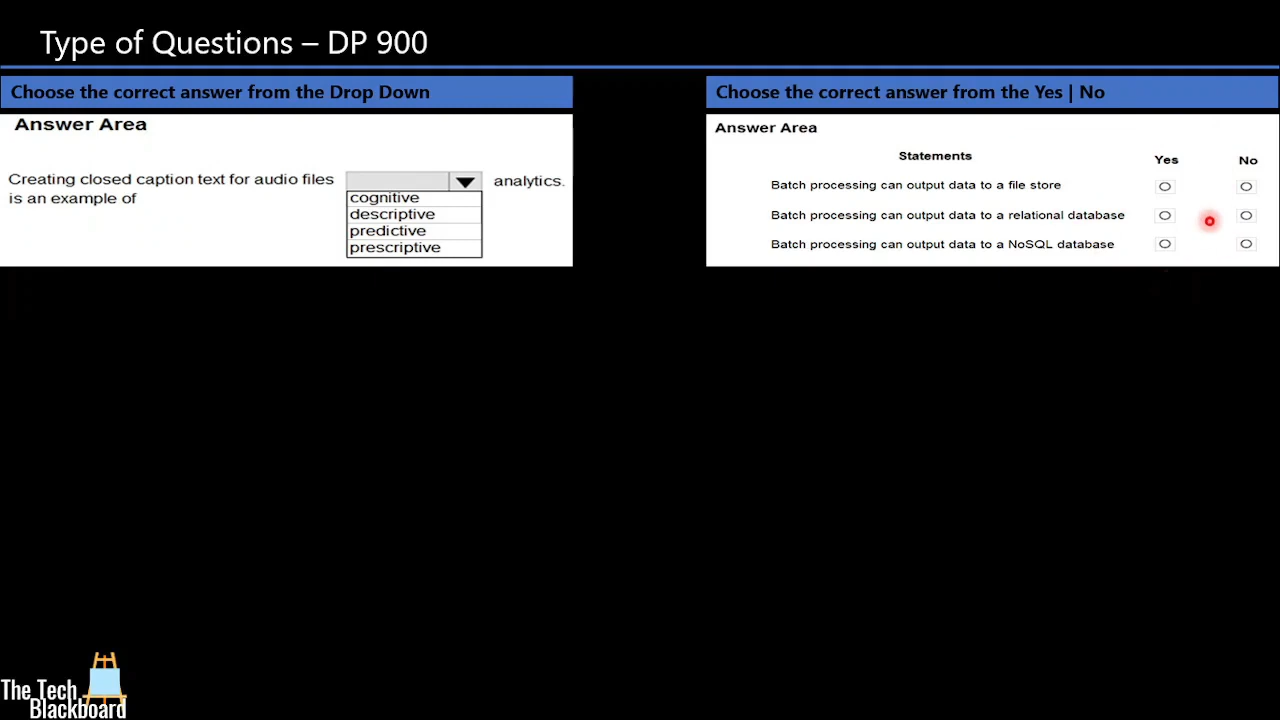 Type of Questions – DP 900
Choose the correct answer from the Drop Down
Answer Area
Creating closed caption text for audio files
is an example of
analytics.
cognitive
descriptive
predictive
prescriptive
Choose the correct answer from the Yes | No
Answer Area
Statements Yes No
Batch processing can output data to a file store
Batch processing can output data to a relational database
Batch processing can output data to a NoSQL database
The Tech
Blackboard